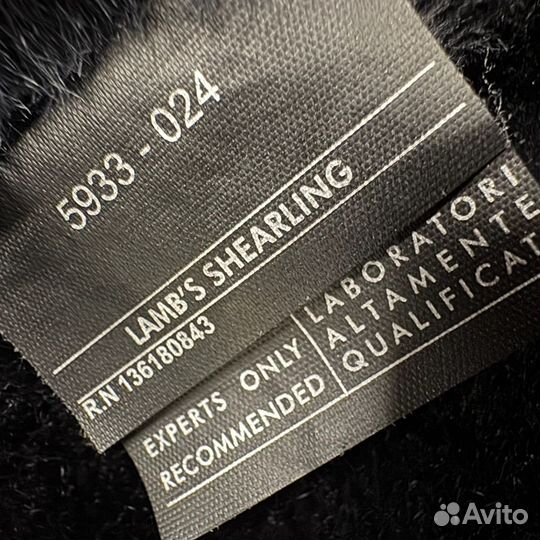 5933 - 024
LAMB'S SHEARLING
R.N 136180843
EXPERTS ONLY
RECOMMENDED
LABORATORI
ALTAMENTE
QUALIFICAT
Avito